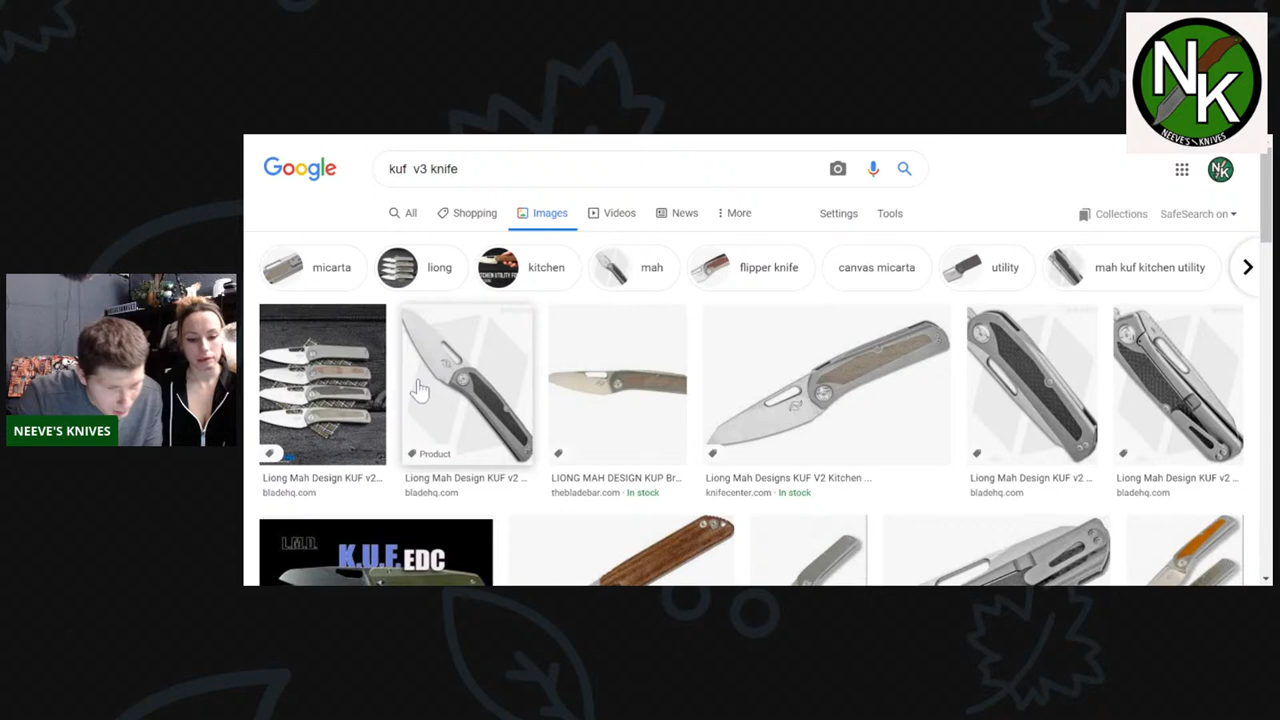 NK
NEEVE'S KNIVES
Google
kuf v3 knife
NK
All
Shopping
Images
Videos
News
More
Settings
Tools
Collections
SafeSearch on
micarta
liong
kitchen
mah
flipper knife
canvas micarta
utility
mah kuf kitchen utility
Product
Liong Mah Design KUF v2...
bladehq.com
Liong Mah Design KUF v2 ...
bladehq.com
LIONG MAH DESIGN KUP Br...
thebladebar.com · In stock
Liong Mah Designs KUF V2 Kitchen ...
knifecenter.com · In stock
Liong Mah Design KUF v2 ...
bladehq.com
Liong Mah Design KUF v2 ...
bladehq.com
NEEVE'S KNIVES
L.M.D.
K.U.F. EDC